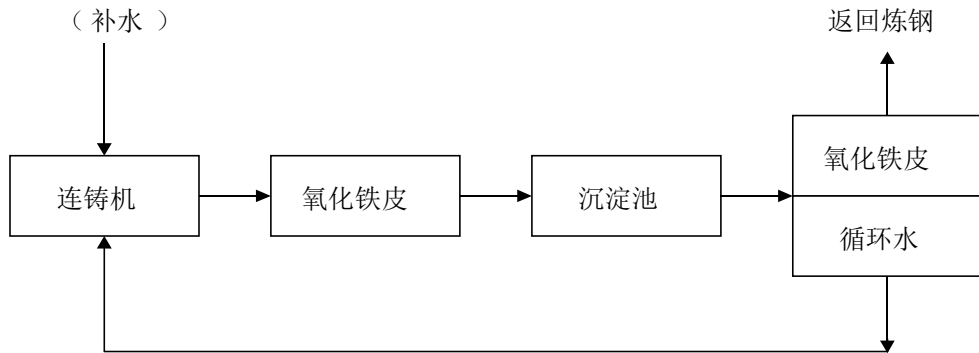 （ 补水 ）
返回炼钢
连铸机
氧化铁皮
沉淀池
氧化铁皮
循环水